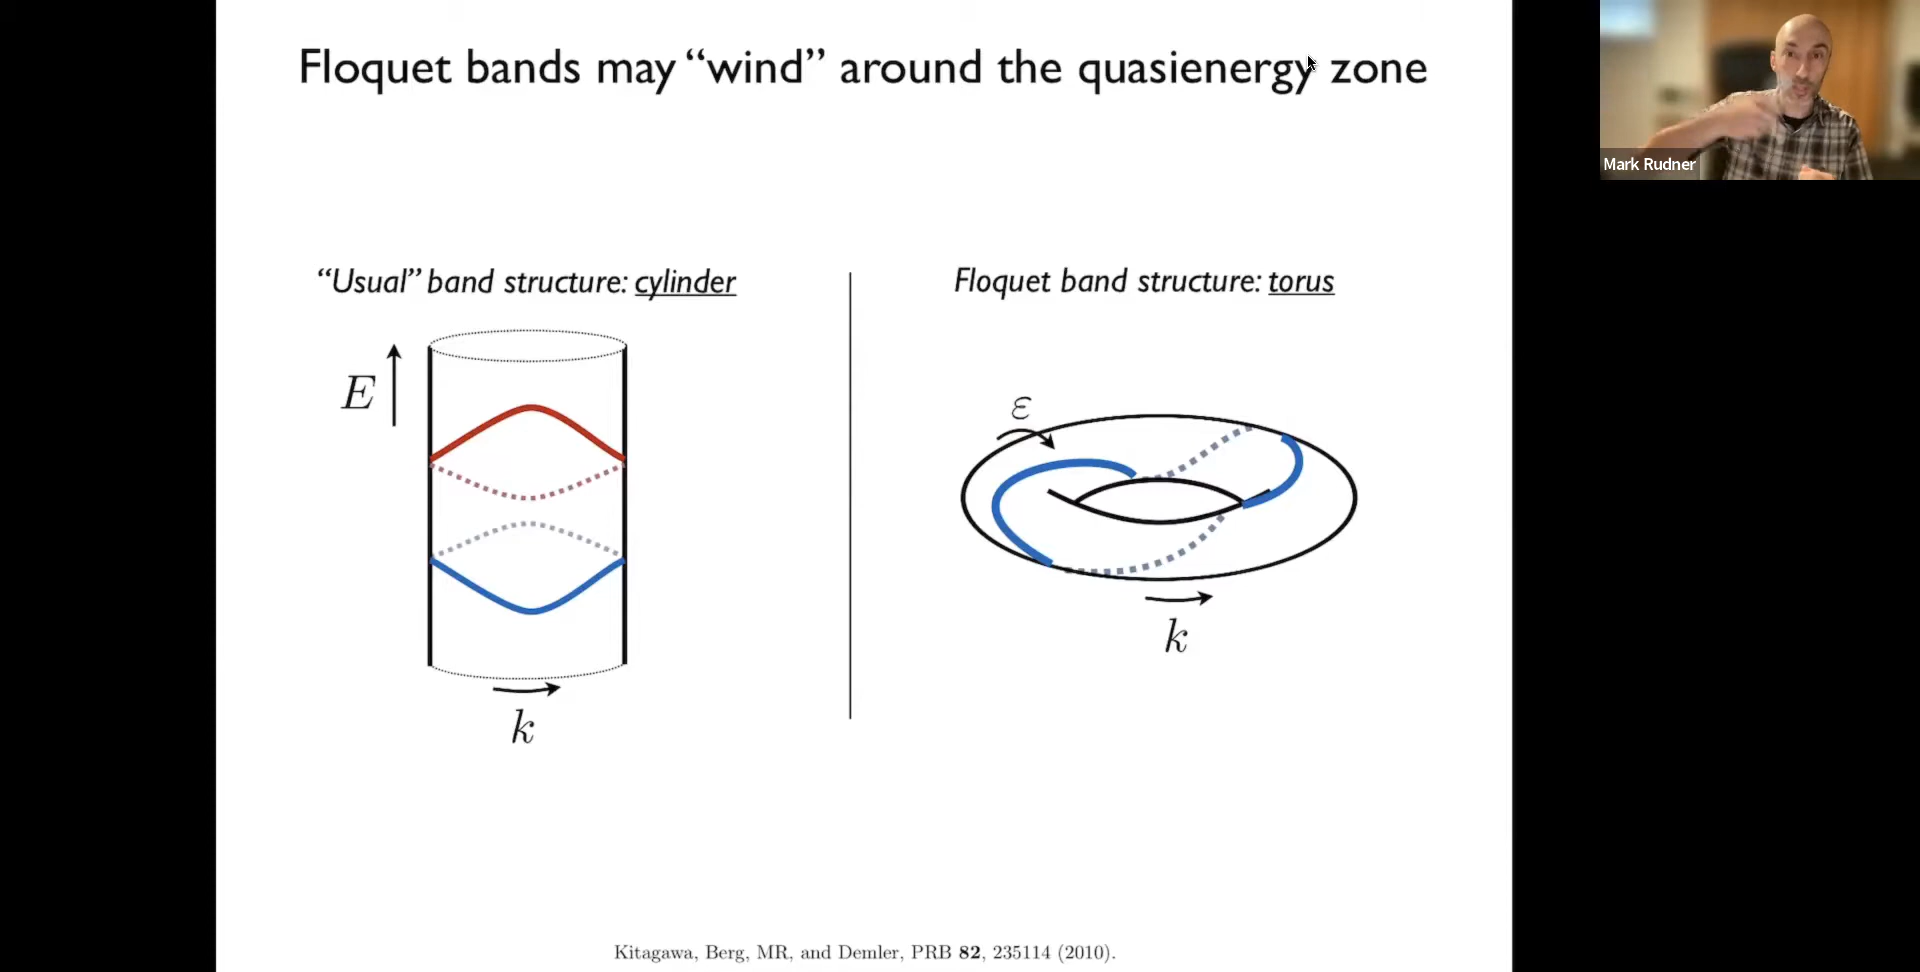 Floquet bands may “wind” around the quasienergy zone
Mark Rudner
“Usual” band structure: cylinder
E
k
Floquet band structure: torus
ε
k
Kitagawa, Berg, MR, and Demler, PRB 82, 235114 (2010).